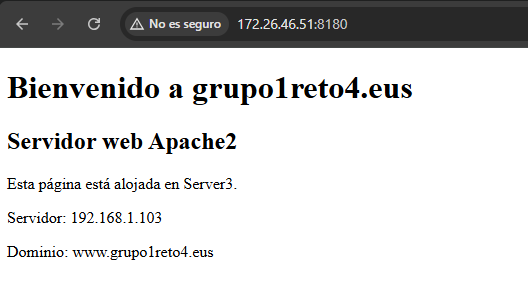 No es seguro 172.26.46.51:8180
Bienvenido a grupo1reto4.eus
Servidor web Apache2
Esta página está alojada en Server3.
Servidor: 192.168.1.103
Dominio: www.grupo1reto4.eus